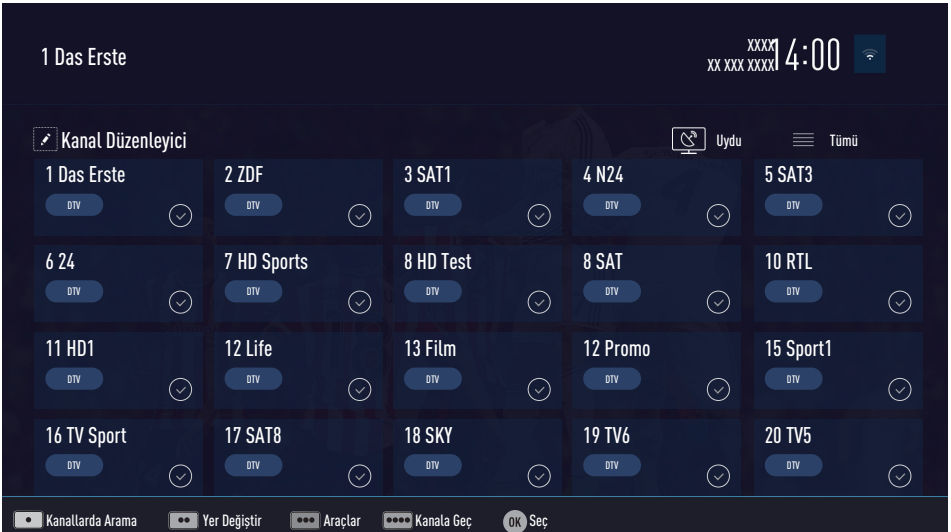 1 Das Erste
XXXX
XX XXX XXXX 14:00
Kanal Düzenleyici Uydu Tümü
1 Das Erste 2 ZDF 3 SAT1 4 N24 5 SAT3
DTV DTV DTV DTV DTV
6 24 7 HD Sports 8 HD Test 8 SAT 10 RTL
DTV DTV DTV DTV DTV
11 HD1 12 Life 13 Film 12 Promo 15 Sport1
DTV DTV DTV DTV DTV
16 TV Sport 17 SAT8 18 SKY 19 TV6 20 TV5
DTV DTV DTV DTV DTV
Kanallarda Arama Yer Değiştir Araçlar Kanala Geç OK Seç